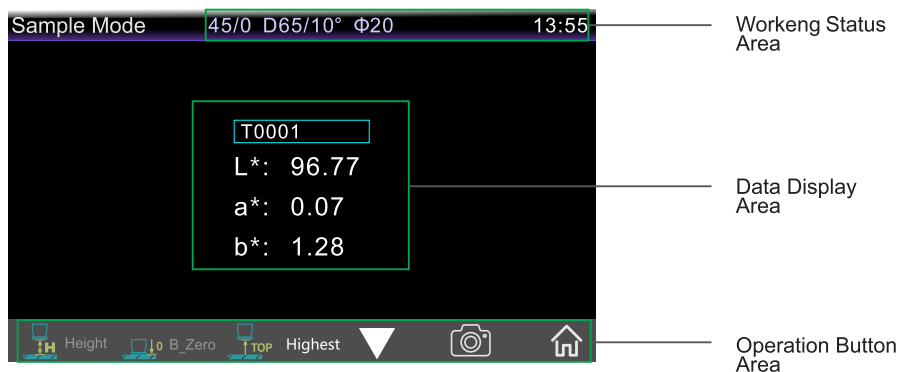 Sample Mode 45/0 D65/10° Φ20 13:55
Workeng Status
Area
T0001
L*: 96.77
a*: 0.07
b*: 1.28
Data Display
Area
H Height 0 B_Zero TOP Highest
Operation Button
Area